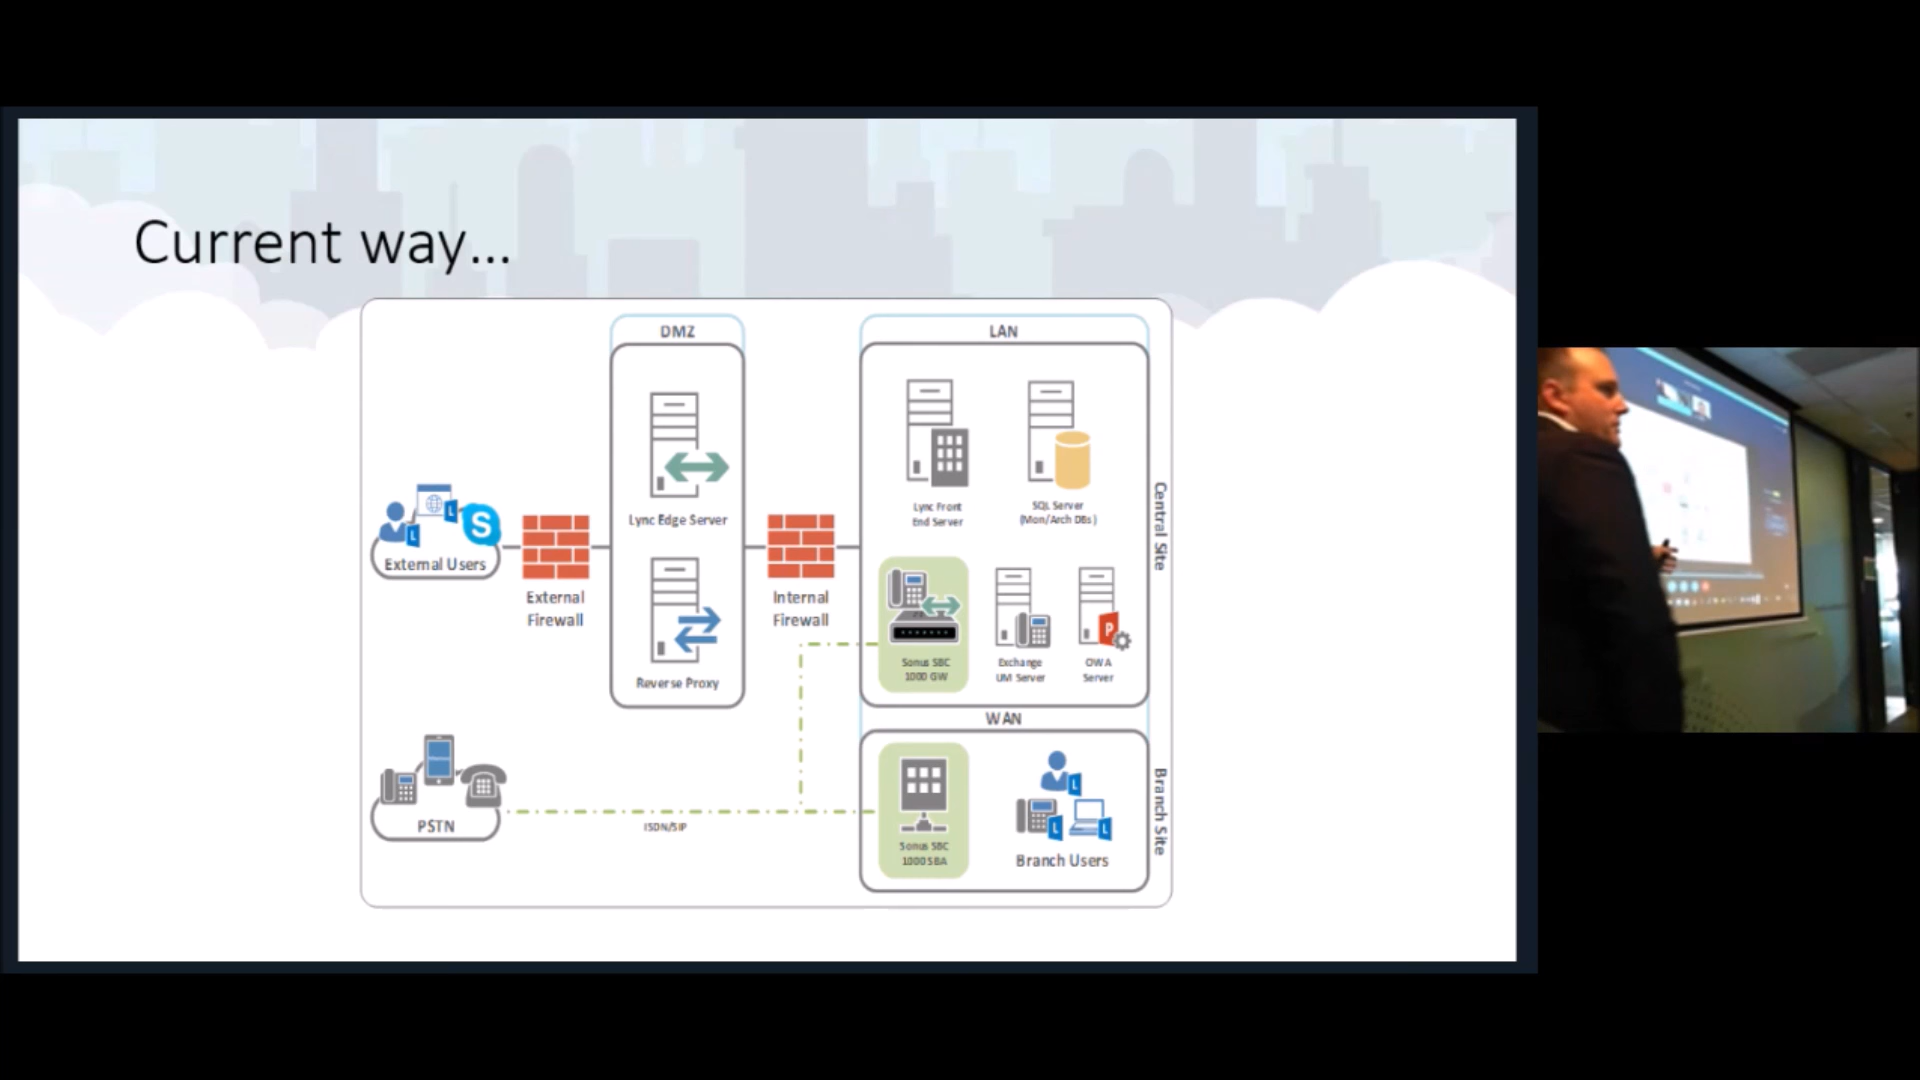 Current way...
DMZ
LAN
Lync Edge Server
Lync Front
End Server
SQL Server
(Mon/Arch DBs)
Central Site
External Users
External
Firewall
Internal
Firewall
Reverse Proxy
Sonus SBC
1000 GW
Exchange
UM Server
OWA
Server
WAN
PSTN
ISDN/SIP
Sonus SBC
1000 SBA
Branch Users
Branch Site
S
L
L
P
L
L
L